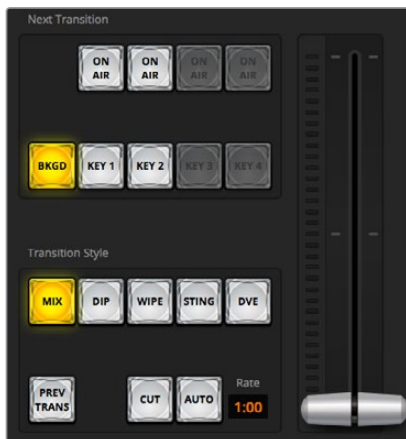 Next Transition
ON AIR ON AIR ON AIR ON AIR
BKGD KEY 1 KEY 2 KEY 3 KEY 4
Transition Style
MIX DIP WIPE STING DVE
Rate
PREV TRANS CUT AUTO 1:00